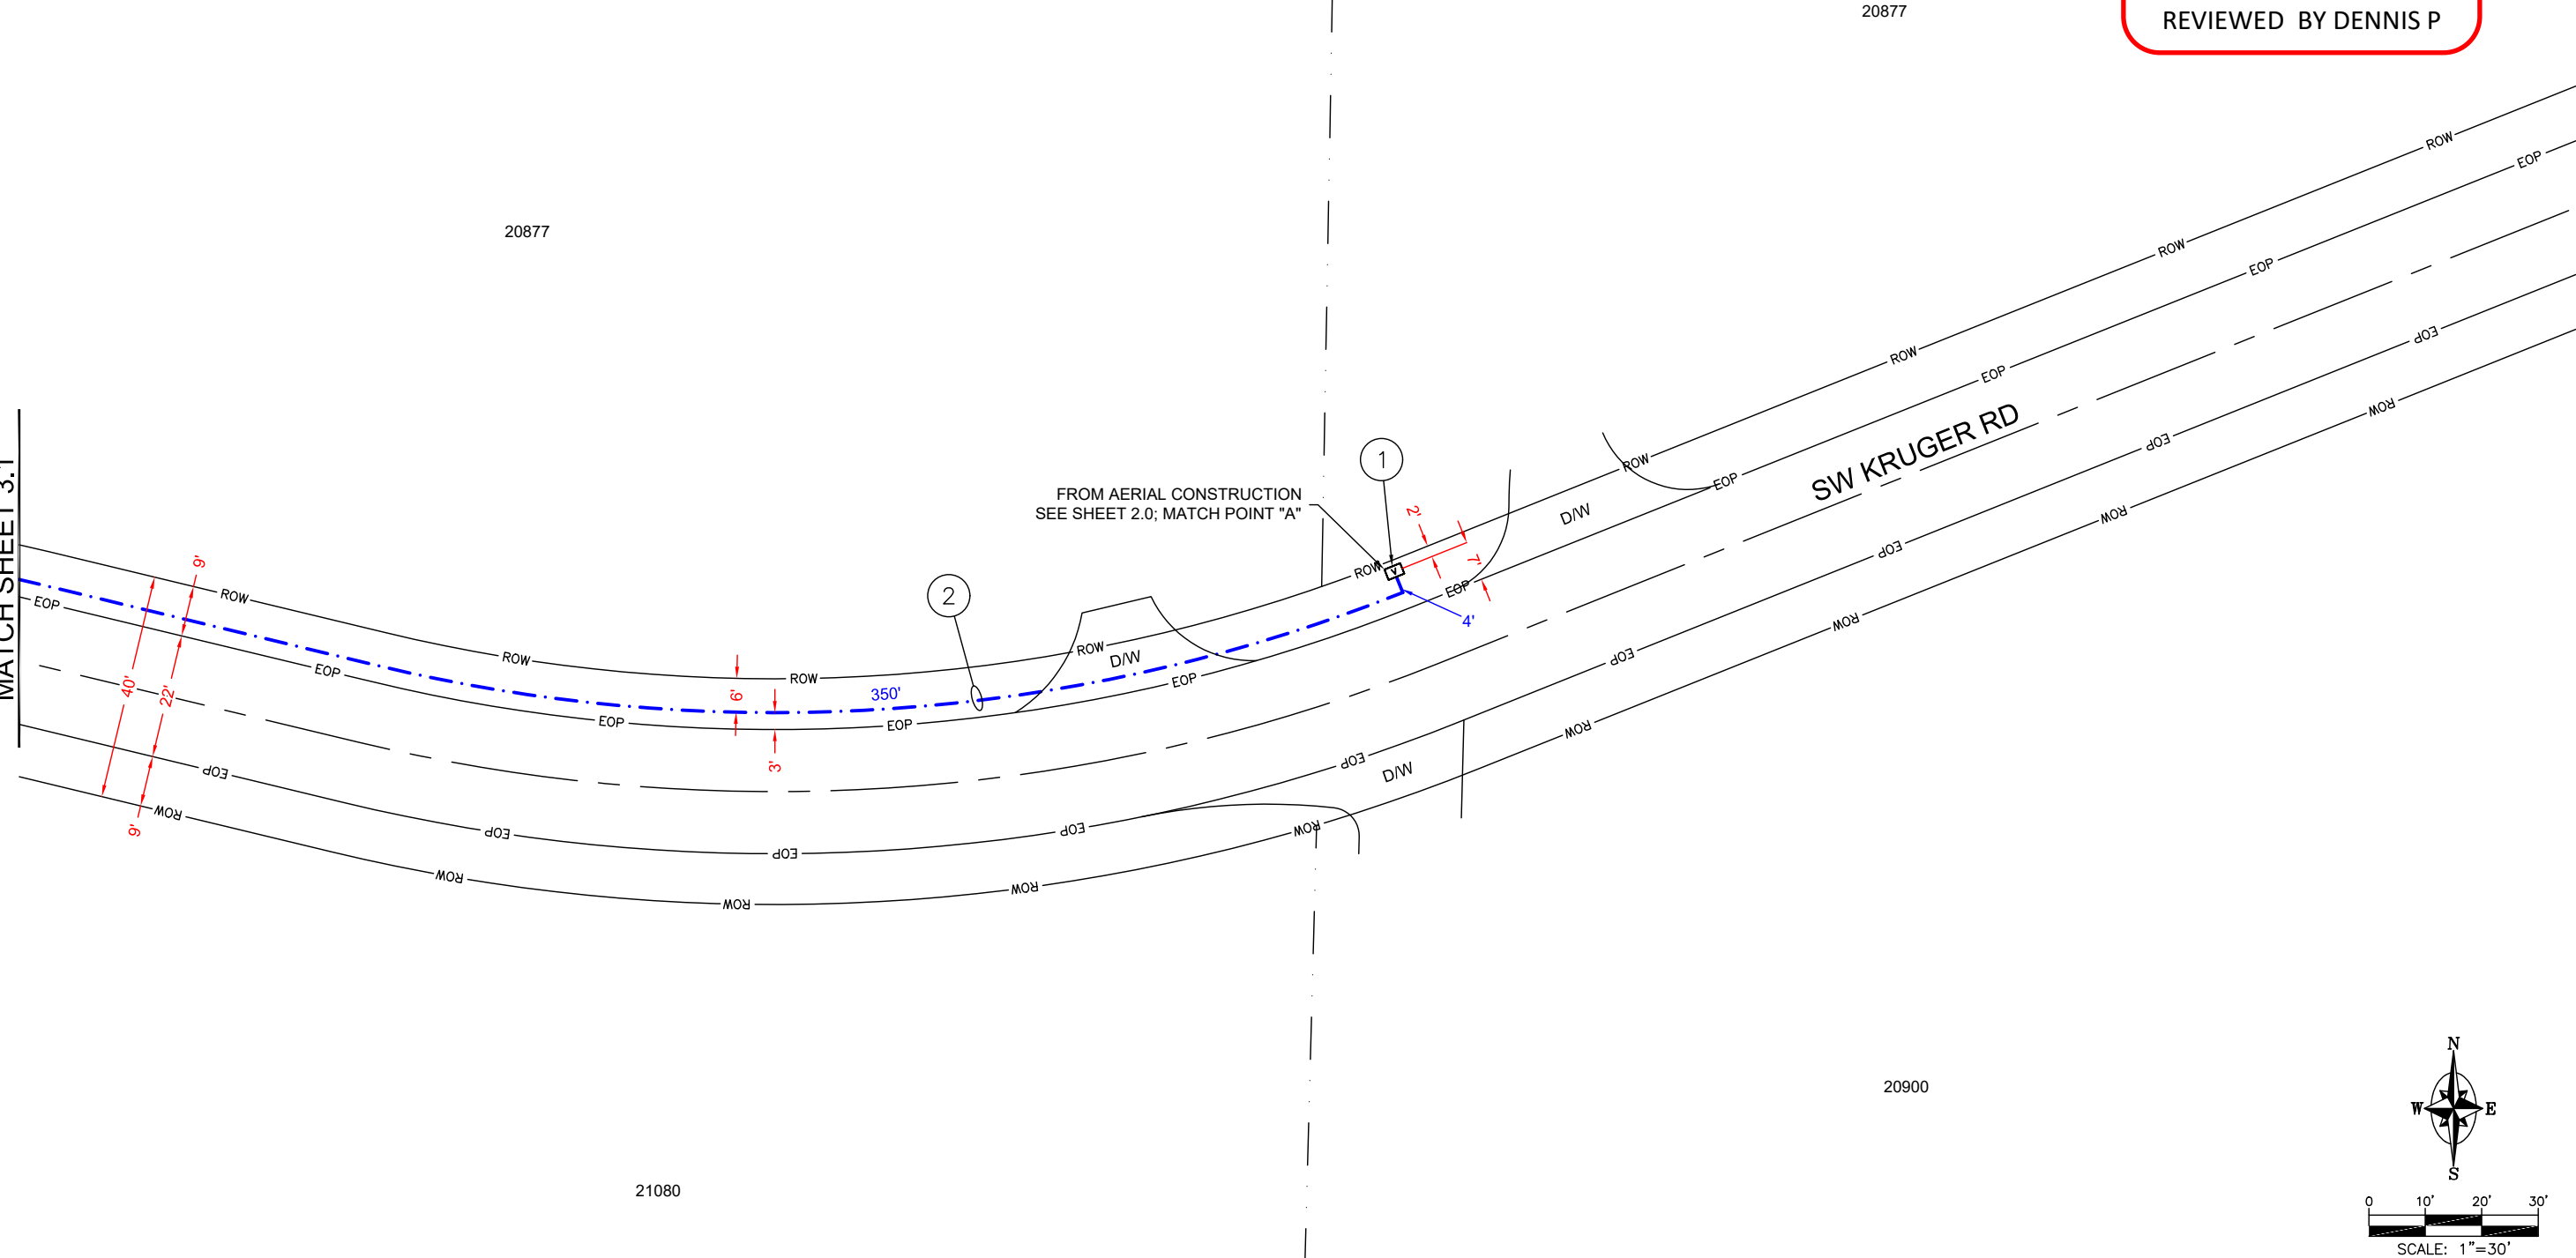 20877
REVIEWED BY DENNIS P
ROW
EOP
20877
ROW
EOP
EOP
ROW
EOP
ROW
SW KRUGER RD
EOP
1
ROW
EOP
FROM AERIAL CONSTRUCTION
SEE SHEET 2.0; MATCH POINT "A"
2'
D/W
ROW
EOP
ROW
7'
EOP
4'
MATCH SHEET 3.1
9'
ROW
EOP
2
ROW
EOP
ROW
D/W
EOP
ROW
EOP
ROW
40'
22'
6'
350'
ROW
EOP
EOP
3'
EOP
D/W
ROW
EOP
ROW
9'
EOP
EOP
EOP
ROW
ROW
ROW
ROW
20900
21080
N
W
E
S
0 10' 20' 30'
SCALE: 1"=30'